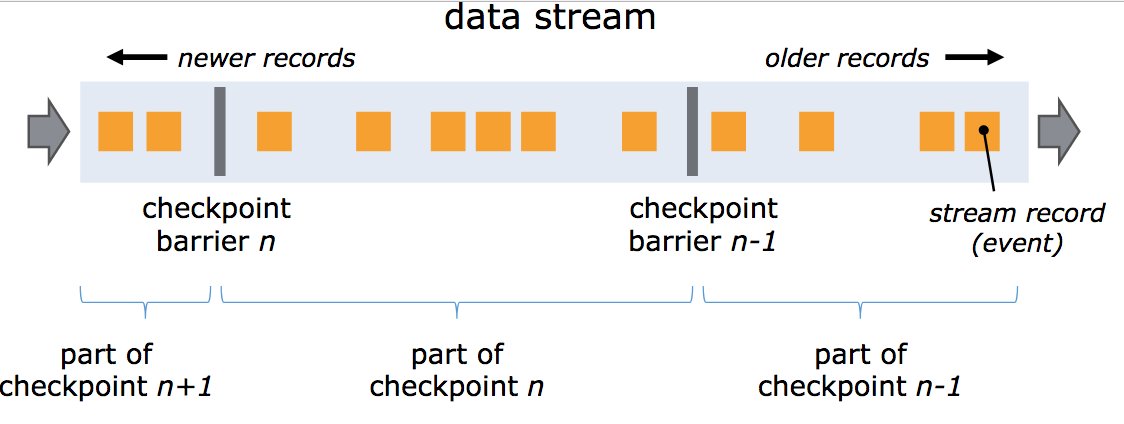 data stream
newer records
older records
checkpoint
barrier n
checkpoint
barrier n-1
stream record
(event)
part of
checkpoint n+1
part of
checkpoint n
part of
checkpoint n-1